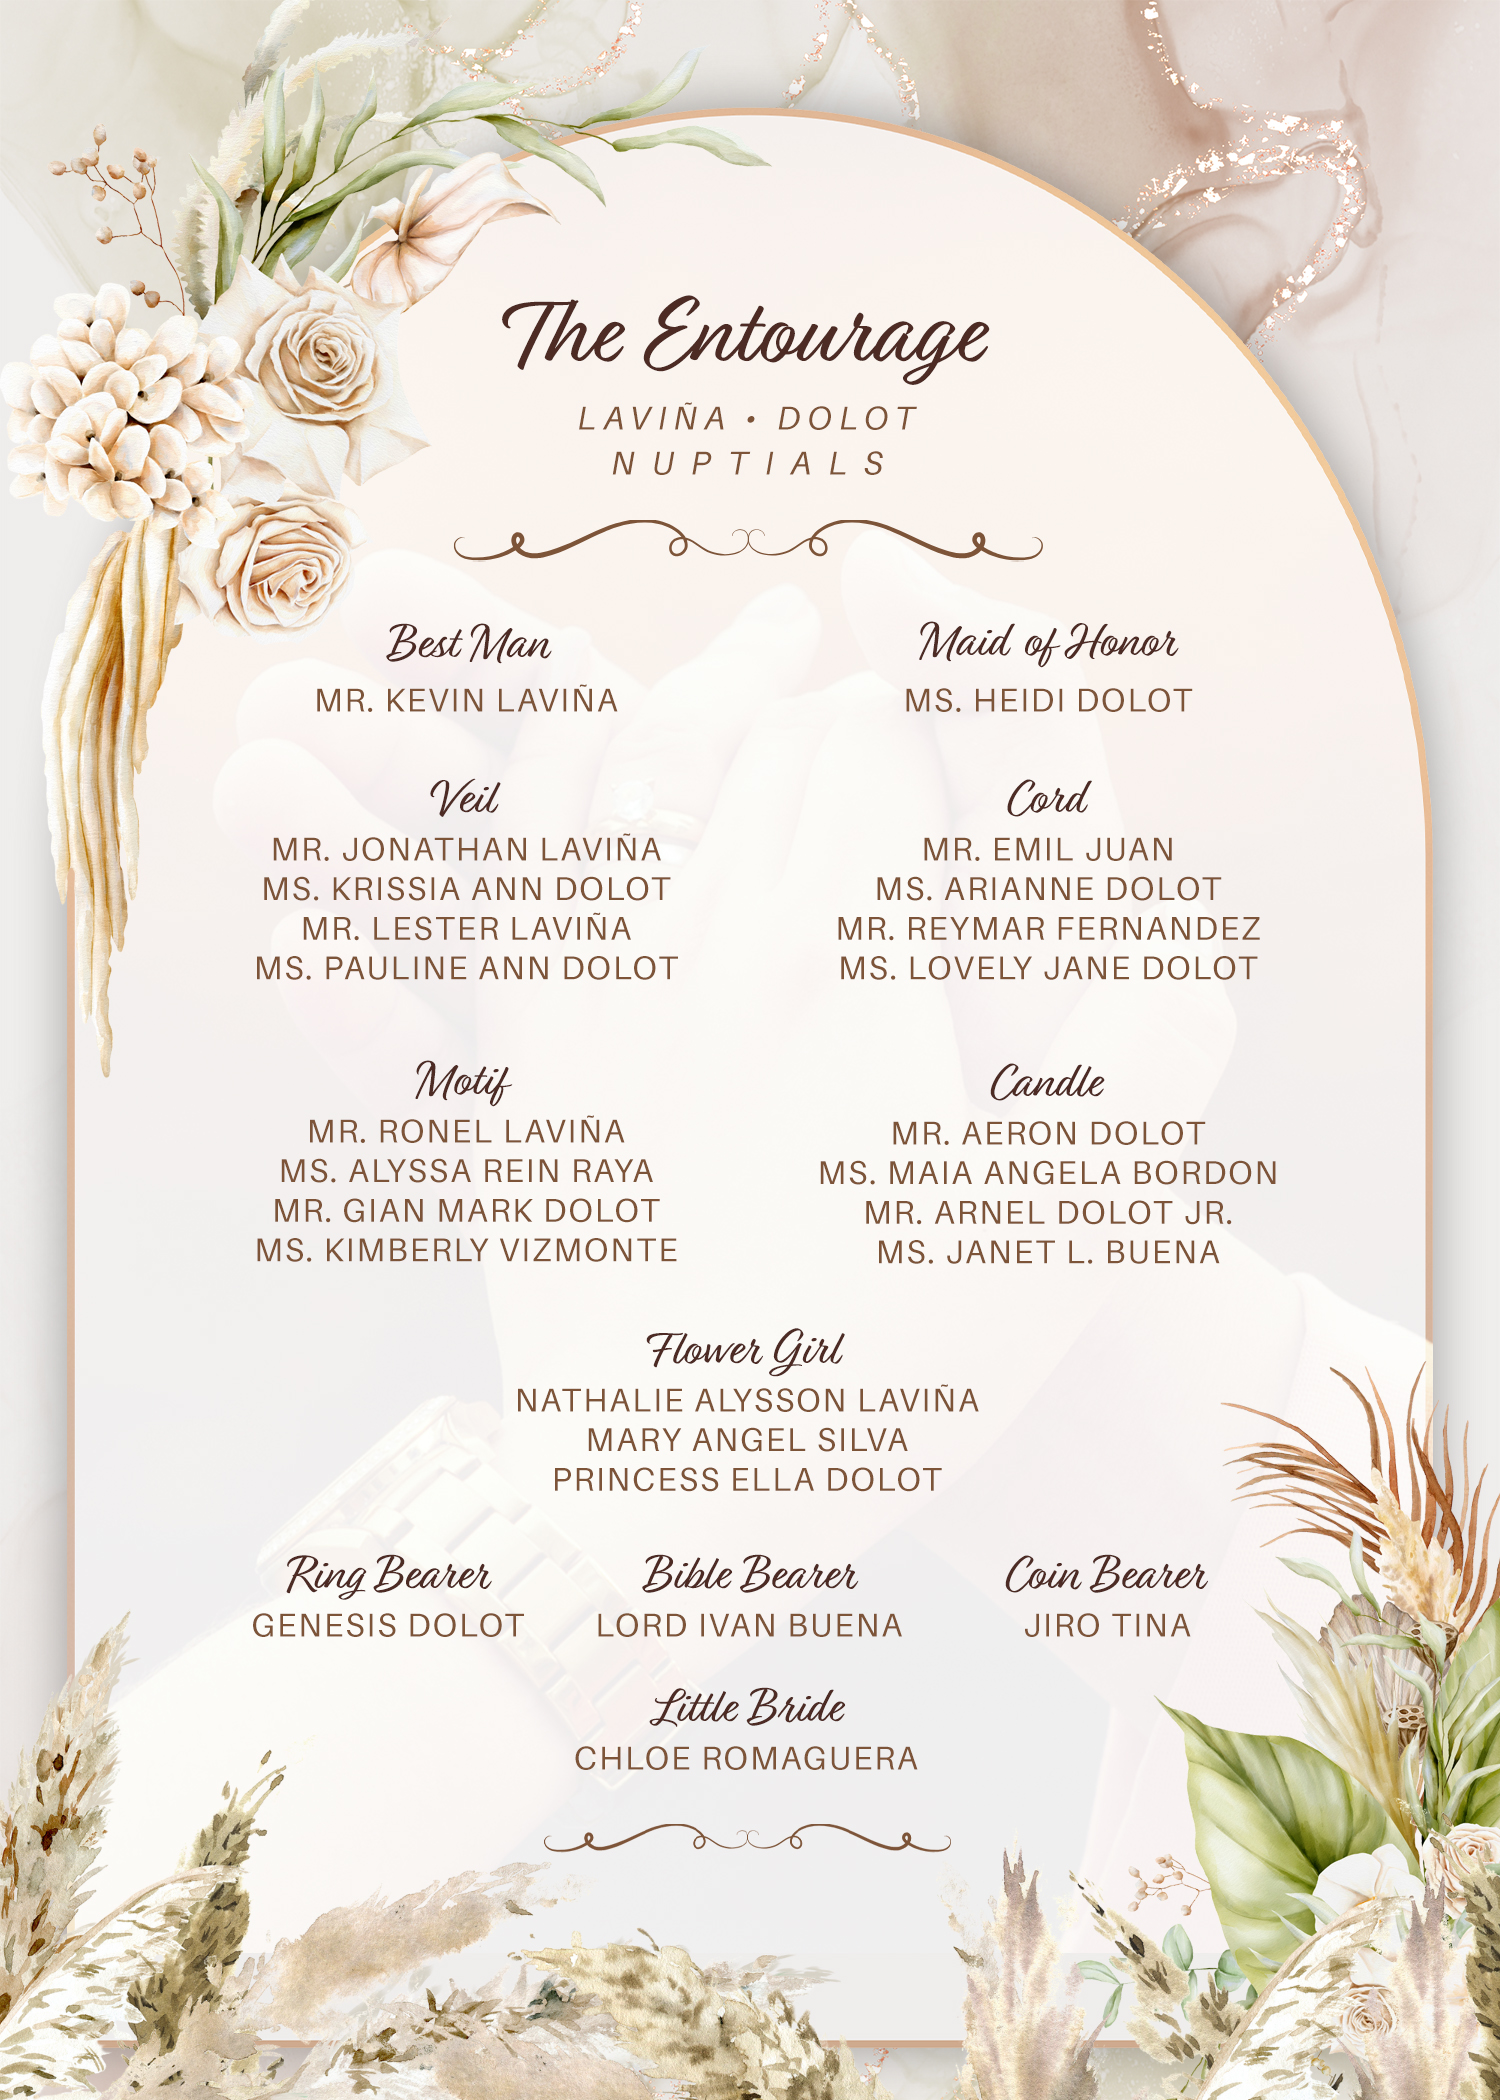 The Entourage
LAVIÑA • DOLOT
NUPTIALS
Best Man
MR. KEVIN LAVIÑA
Maid of Honor
MS. HEIDI DOLOT
Veil
MR. JONATHAN LAVIÑA
MS. KRISSIA ANN DOLOT
MR. LESTER LAVIÑA
MS. PAULINE ANN DOLOT
Cord
MR. EMIL JUAN
MS. ARIANNE DOLOT
MR. REYMAR FERNANDEZ
MS. LOVELY JANE DOLOT
Motif
MR. RONEL LAVIÑA
MS. ALYSSA REIN RAYA
MR. GIAN MARK DOLOT
MS. KIMBERLY VIZMONTE
Candle
MR. AERON DOLOT
MS. MAIA ANGELA BORDON
MR. ARNEL DOLOT JR.
MS. JANET L. BUENA
Flower Girl
NATHALIE ALYSSON LAVIÑA
MARY ANGEL SILVA
PRINCESS ELLA DOLOT
Ring Bearer
GENESIS DOLOT
Bible Bearer
LORD IVAN BUENA
Coin Bearer
JIRO TINA
Little Bride
CHLOE ROMAGUERA